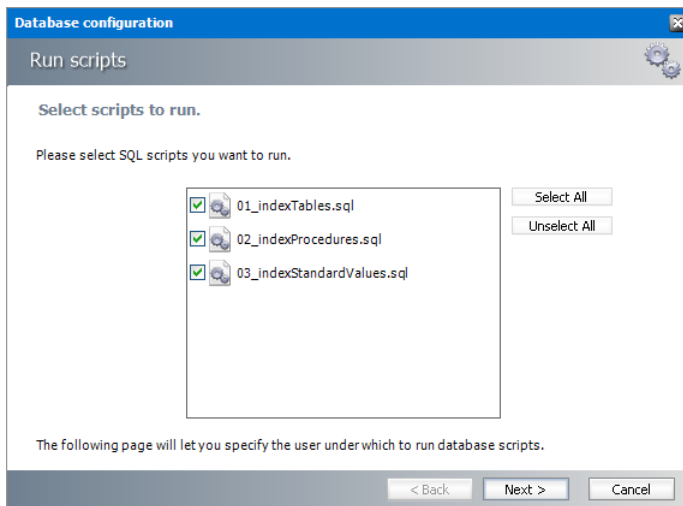 Database configuration
Run scripts
Select scripts to run.
Please select SQL scripts you want to run.
01_indexTables.sql
Select All
02_indexProcedures.sql
Unselect All
03_indexStandardValues.sql
The following page will let you specify the user under which to run database scripts.
< Back Next > Cancel